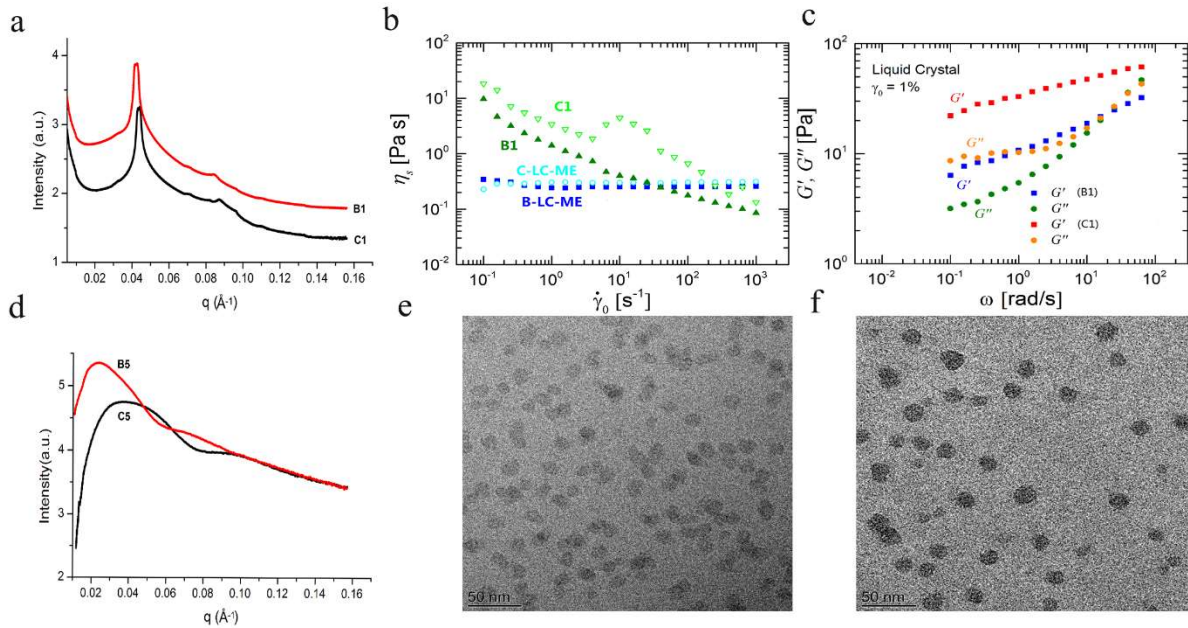 a
Intensity (a.u.)
4
3
2
1
B1
C1
0.02 0.04 0.06 0.08 0.10 0.12 0.14 0.16
q (Å⁻¹)
b
ηs [Pa s]
10²
10¹
10⁰
10⁻¹
10⁻²
C1
B1
C-LC-ME
B-LC-ME
10⁻¹ 10⁰ 10¹ 10² 10³
γ̇₀ [s⁻¹]
c
G', G'' [Pa]
10²
10¹
10⁰
Liquid Crystal
γ₀ = 1%
G'
G''
G'
G''
G' (B1)
G''
G' (C1)
G''
10⁻² 10⁻¹ 10⁰ 10¹ 10²
ω [rad/s]
d
Intensity (a.u.)
5
4
3
2
B5
C5
0.02 0.04 0.06 0.08 0.10 0.12 0.14 0.16
q (Å⁻¹)
e
50 nm
f
50 nm